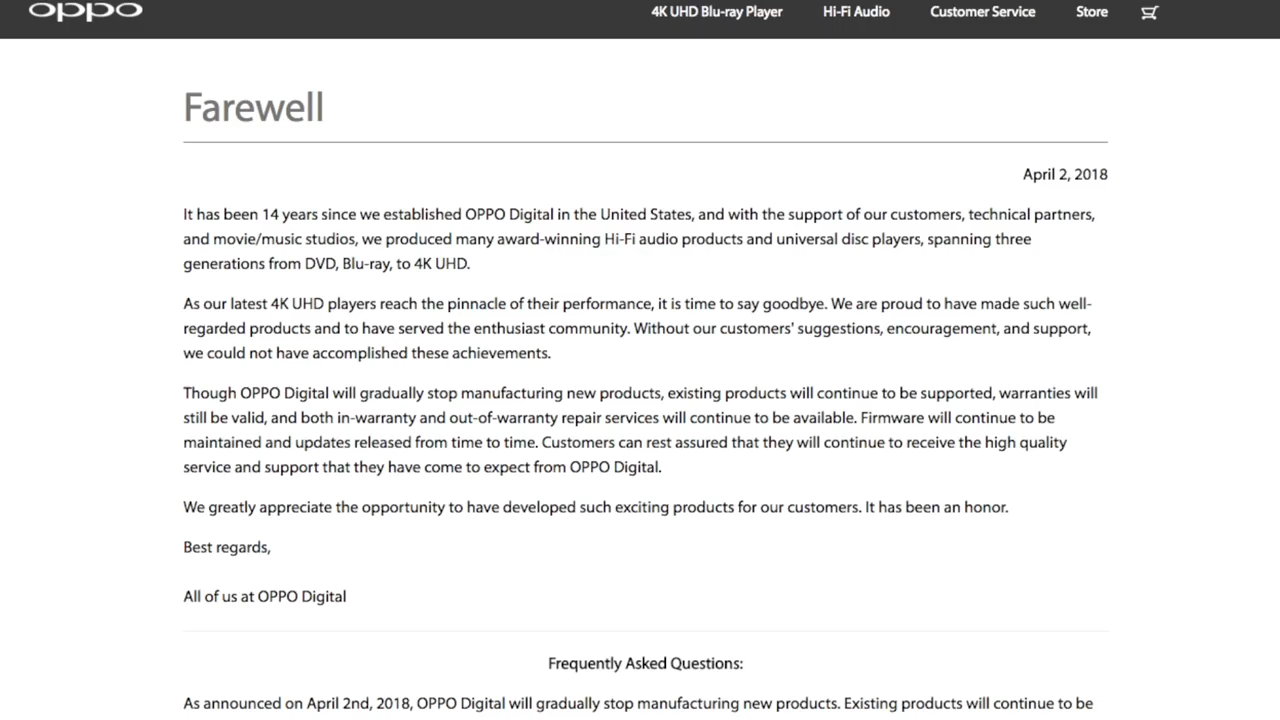 oppo 4K UHD Blu-ray Player Hi-Fi Audio Customer Service Store
Farewell
April 2, 2018
It has been 14 years since we established OPPO Digital in the United States, and with the support of our customers, technical partners,
and movie/music studios, we produced many award-winning Hi-Fi audio products and universal disc players, spanning three
generations from DVD, Blu-ray, to 4K UHD.
As our latest 4K UHD players reach the pinnacle of their performance, it is time to say goodbye. We are proud to have made such well-
regarded products and to have served the enthusiast community. Without our customers' suggestions, encouragement, and support,
we could not have accomplished these achievements.
Though OPPO Digital will gradually stop manufacturing new products, existing products will continue to be supported, warranties will
still be valid, and both in-warranty and out-of-warranty repair services will continue to be available. Firmware will continue to be
maintained and updates released from time to time. Customers can rest assured that they will continue to receive the high quality
service and support that they have come to expect from OPPO Digital.
We greatly appreciate the opportunity to have developed such exciting products for our customers. It has been an honor.
Best regards,
All of us at OPPO Digital
Frequently Asked Questions:
As announced on April 2nd, 2018, OPPO Digital will gradually stop manufacturing new products. Existing products will continue to be